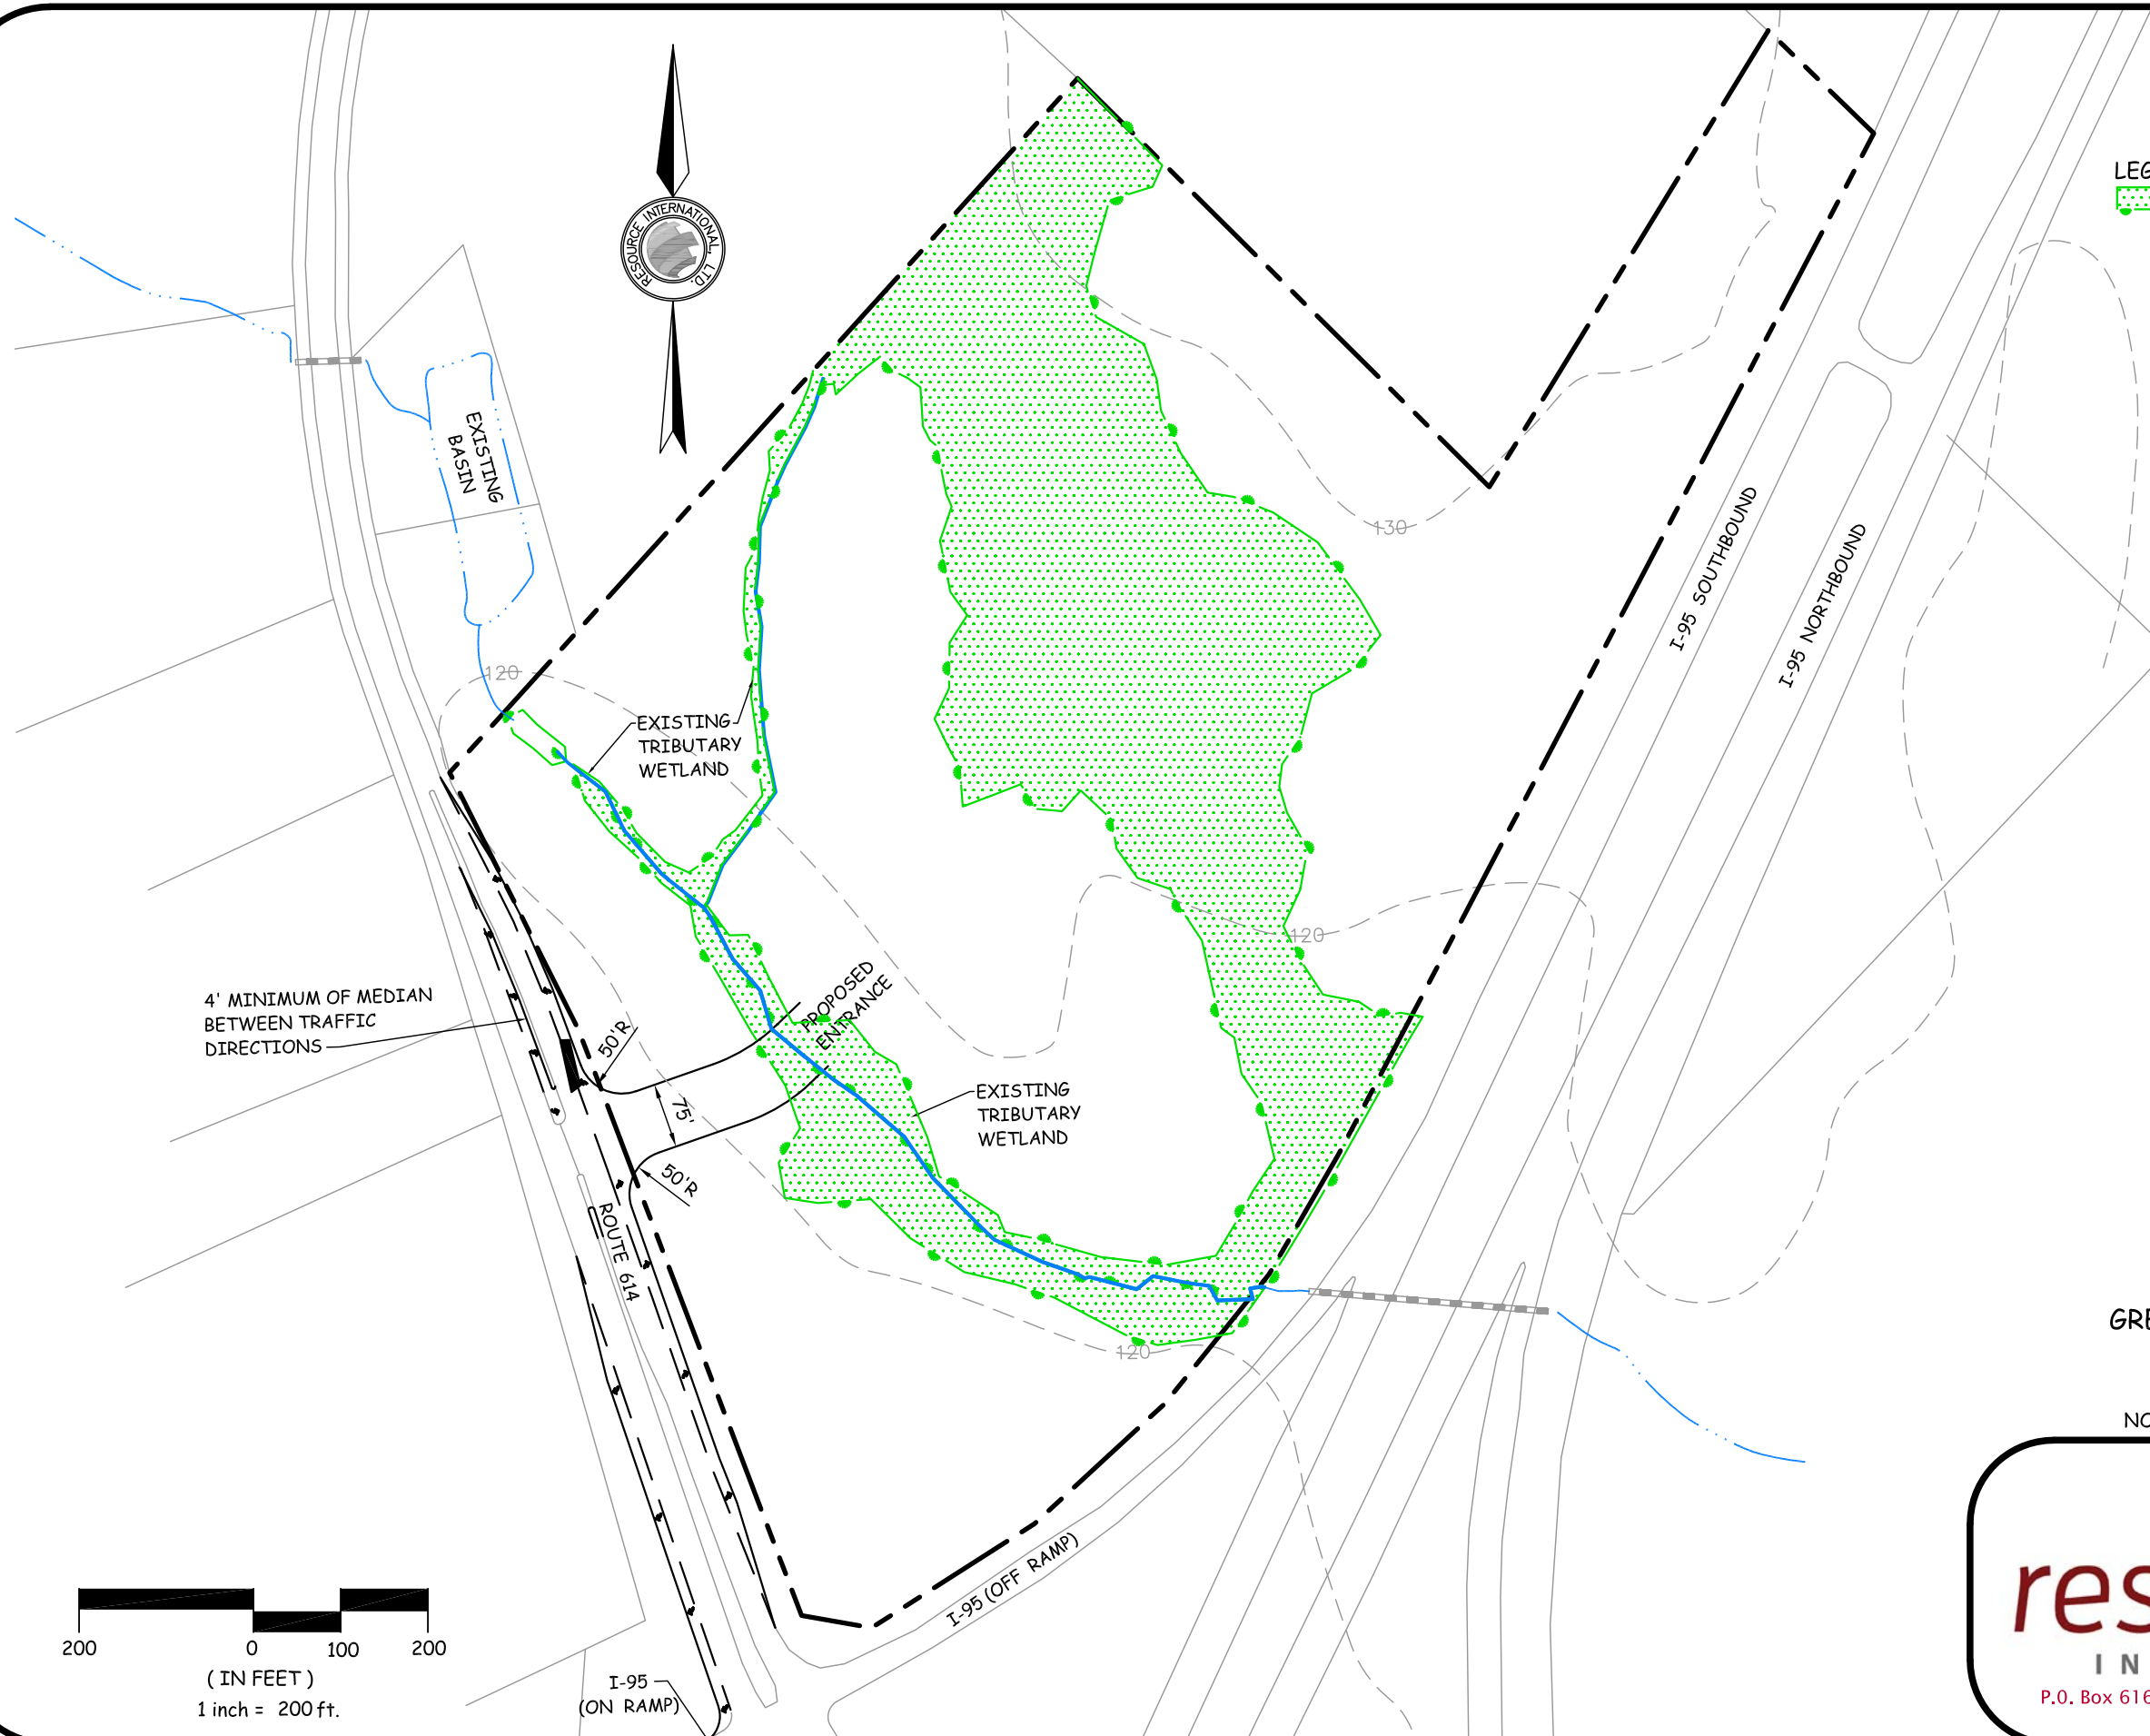 RESOURCE INTERNATIONAL, LTD.
EXISTING
BASIN
130
I-95 SOUTHBOUND
I-95 NORTHBOUND
120
EXISTING
TRIBUTARY
WETLAND
120
4' MINIMUM OF MEDIAN
BETWEEN TRAFFIC
DIRECTIONS
50'R
PROPOSED
ENTRANCE
75'
50'R
EXISTING
TRIBUTARY
WETLAND
ROUTE 614
120
I-95 (OFF RAMP)
200 0 100 200
( IN FEET )
1 inch = 200 ft.
I-95
(ON RAMP)
P.O. Box 616